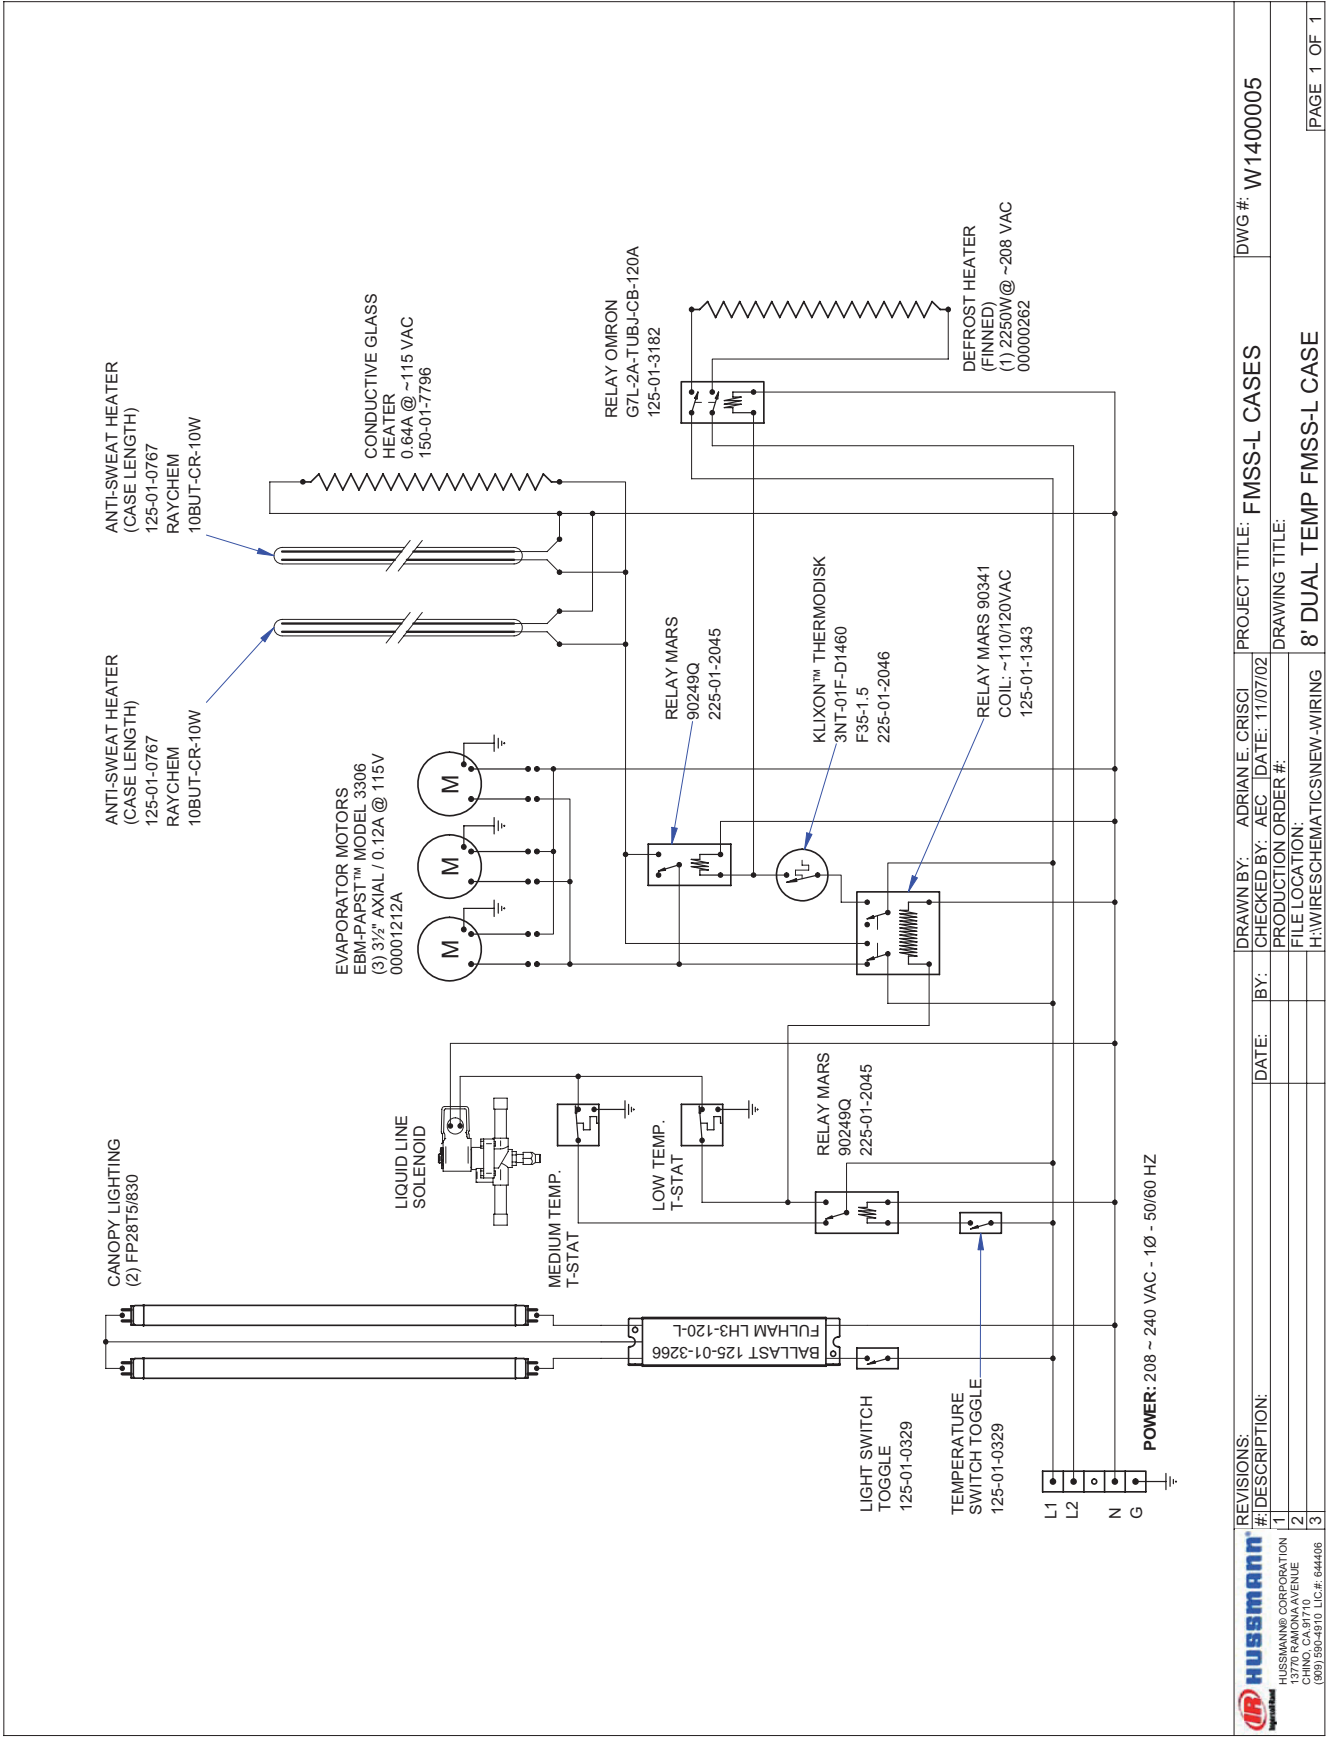 CANOPY LIGHTING
(2) FP28T5/830
ANTI-SWEAT HEATER
(CASE LENGTH)
125-01-0767
RAYCHEM
10BUT-CR-10W
ANTI-SWEAT HEATER
(CASE LENGTH)
125-01-0767
RAYCHEM
10BUT-CR-10W
LIQUID LINE
SOLENOID
EVAPORATOR MOTORS
EBM-PAPST™ MODEL 3306
(3) 3½" AXIAL / 0.12A @ 115V
00001212A
M
M
M
CONDUCTIVE GLASS
HEATER
0.64A @ ~115 VAC
150-01-7796
MEDIUM TEMP.
T-STAT
LOW TEMP.
T-STAT
RELAY MARS
90249Q
225-01-2045
RELAY OMRON
G7L-2A-TUBJ-CB-120A
125-01-3182
BALLAST 125-01-3266
FULHAM LH3-120-L
RELAY MARS
90249Q
225-01-2045
KLIXON™ THERMODISK
3NT-01F-D1460
F35-1.5
225-01-2046
DEFROST HEATER
(FINNED)
(1) 2250W@ ~208 VAC
00000262
LIGHT SWITCH
TOGGLE
125-01-0329
TEMPERATURE
SWITCH TOGGLE
125-01-0329
RELAY MARS 90341
COIL: ~110/120VAC
125-01-1343
L1
L2
N
G
POWER: 208 ~ 240 VAC - 1Ø - 50/60 HZ
IR HUSSMANN
Ingersoll Rand
HUSSMANN® CORPORATION
13770 RAMONA AVENUE
CHINO, CA.91710
(909) 590-4910 LIC.#: 644406
REVISIONS:
#: DESCRIPTION: DATE: BY:
1
2
3
DRAWN BY: ADRIAN E. CRISCI
CHECKED BY: AEC DATE: 11/07/02
PRODUCTION ORDER #:
FILE LOCATION:
H:\WIRESCHEMATICS\NEW-WIRING
PROJECT TITLE: FMSS-L CASES
DWG #: W1400005
DRAWING TITLE:
8' DUAL TEMP FMSS-L CASE
PAGE 1 OF 1